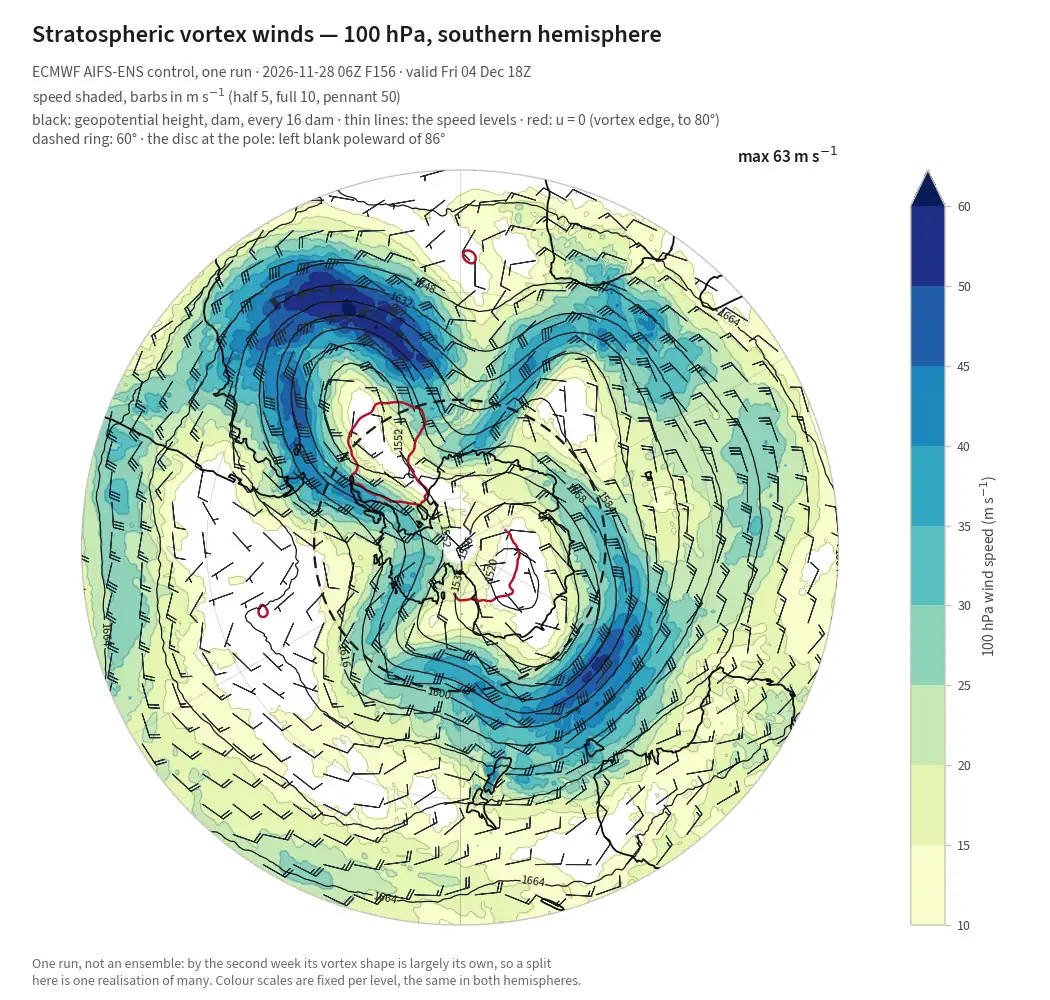 Stratospheric vortex winds — 100 hPa, southern hemisphere
ECMWF AIFS-ENS control, one run · 2026-11-28 06Z F156 · valid Fri 04 Dec 18Z
speed shaded, barbs in m s⁻¹ (half 5, full 10, pennant 50)
black: geopotential height, dam, every 16 dam · thin lines: the speed levels · red: u = 0 (vortex edge, to 80°)
dashed ring: 60° · the disc at the pole: left blank poleward of 86°
max 63 m s⁻¹
60
50
45
40
35
30
25
20
15
10
100 hPa wind speed (m s⁻¹)
1648
1632
1664
1552
1568
1616
1600
1664
1664
One run, not an ensemble: by the second week its vortex shape is largely its own, so a split
here is one realisation of many. Colour scales are fixed per level, the same in both hemispheres.